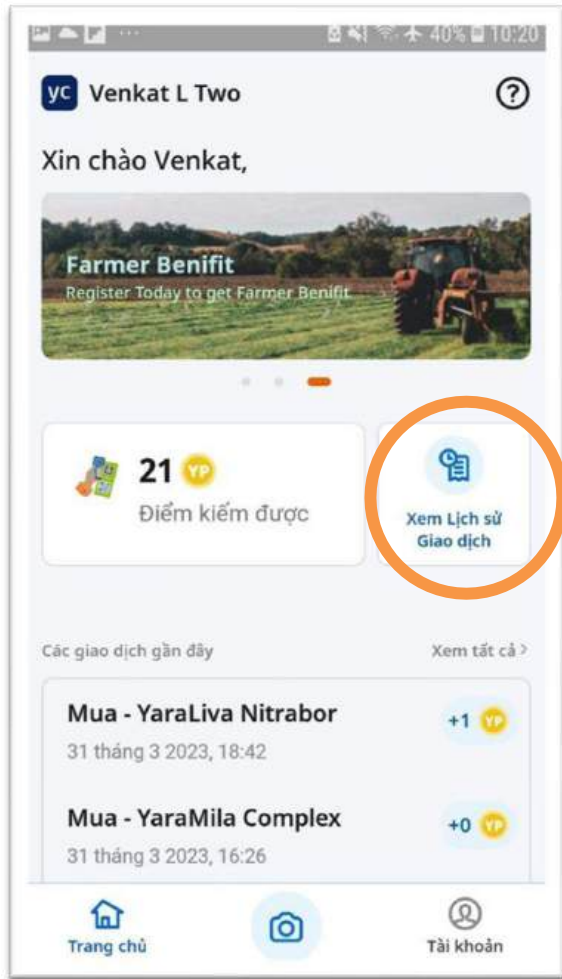 40% 10:20
yc Venkat L Two
Xin chào Venkat,
Farmer Benifit
Register Today to get Farmer Benifit
21 YP
Điểm kiếm được
Xem Lịch sử
Giao dịch
Các giao dịch gần đây
Xem tất cả >
Mua - YaraLiva Nitrabor
+1 YP
31 tháng 3 2023, 18:42
Mua - YaraMila Complex
+0 YP
31 tháng 3 2023, 16:26
Trang chủ
Tài khoản